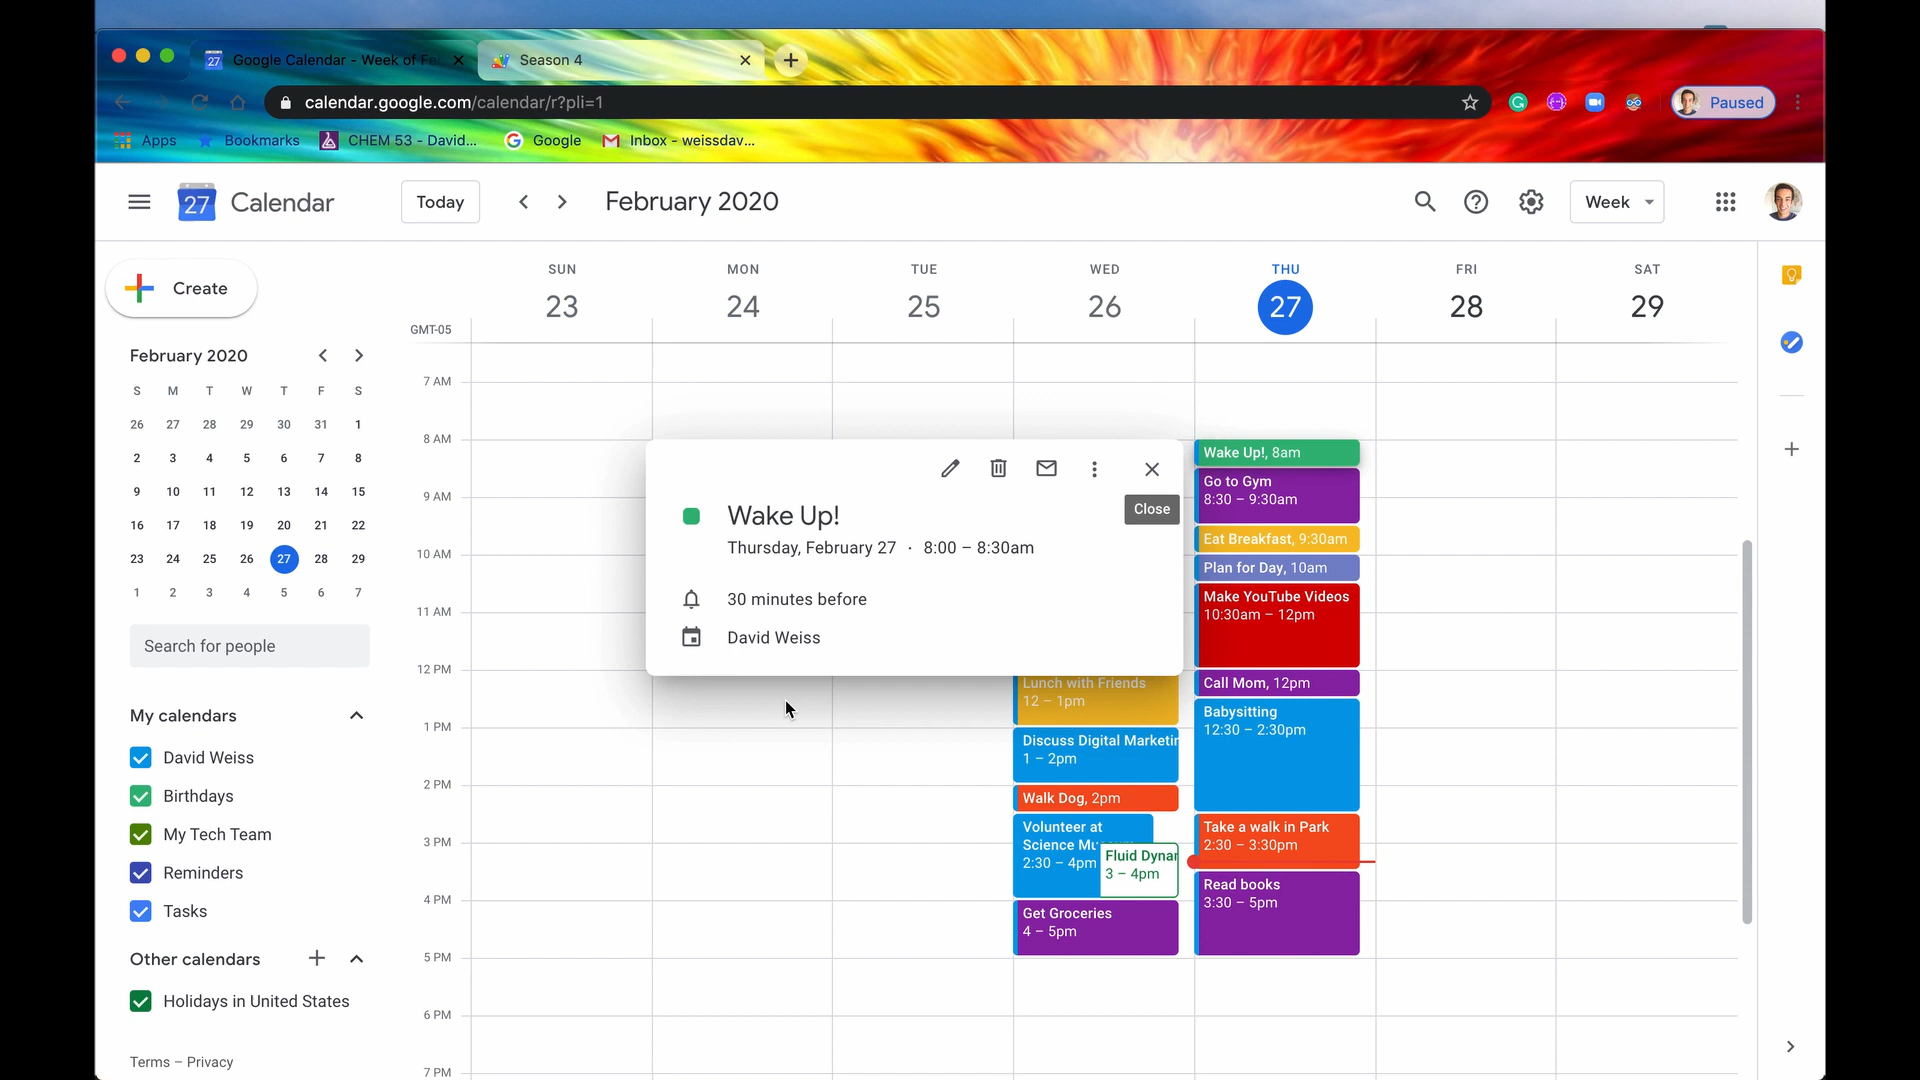 27 Google Calendar - Week of Fe
Season 4
calendar.google.com/calendar/r?pli=1
Paused
Apps
Bookmarks
CHEM 53 - David...
Google
Inbox - weissdav...
27
Calendar
Today
February 2020
Week
Create
GMT-05
SUN
23
MON
24
TUE
25
WED
26
THU
27
FRI
28
SAT
29
February 2020
S M T W T F S
26 27 28 29 30 31 1
2 3 4 5 6 7 8
9 10 11 12 13 14 15
16 17 18 19 20 21 22
23 24 25 26 27 28 29
1 2 3 4 5 6 7
Search for people
My calendars
David Weiss
Birthdays
My Tech Team
Reminders
Tasks
Other calendars
Holidays in United States
Terms – Privacy
7 AM
8 AM
9 AM
10 AM
11 AM
12 PM
1 PM
2 PM
3 PM
4 PM
5 PM
6 PM
7 PM
Close
Wake Up!
Thursday, February 27 · 8:00 – 8:30am
30 minutes before
David Weiss
Lunch with Friends
12 – 1pm
Discuss Digital Marketin
1 – 2pm
Walk Dog, 2pm
Volunteer at
Science Mu
2:30 – 4pm
Fluid Dynar
3 – 4pm
Get Groceries
4 – 5pm
Wake Up!, 8am
Go to Gym
8:30 – 9:30am
Eat Breakfast, 9:30am
Plan for Day, 10am
Make YouTube Videos
10:30am – 12pm
Call Mom, 12pm
Babysitting
12:30 – 2:30pm
Take a walk in Park
2:30 – 3:30pm
Read books
3:30 – 5pm